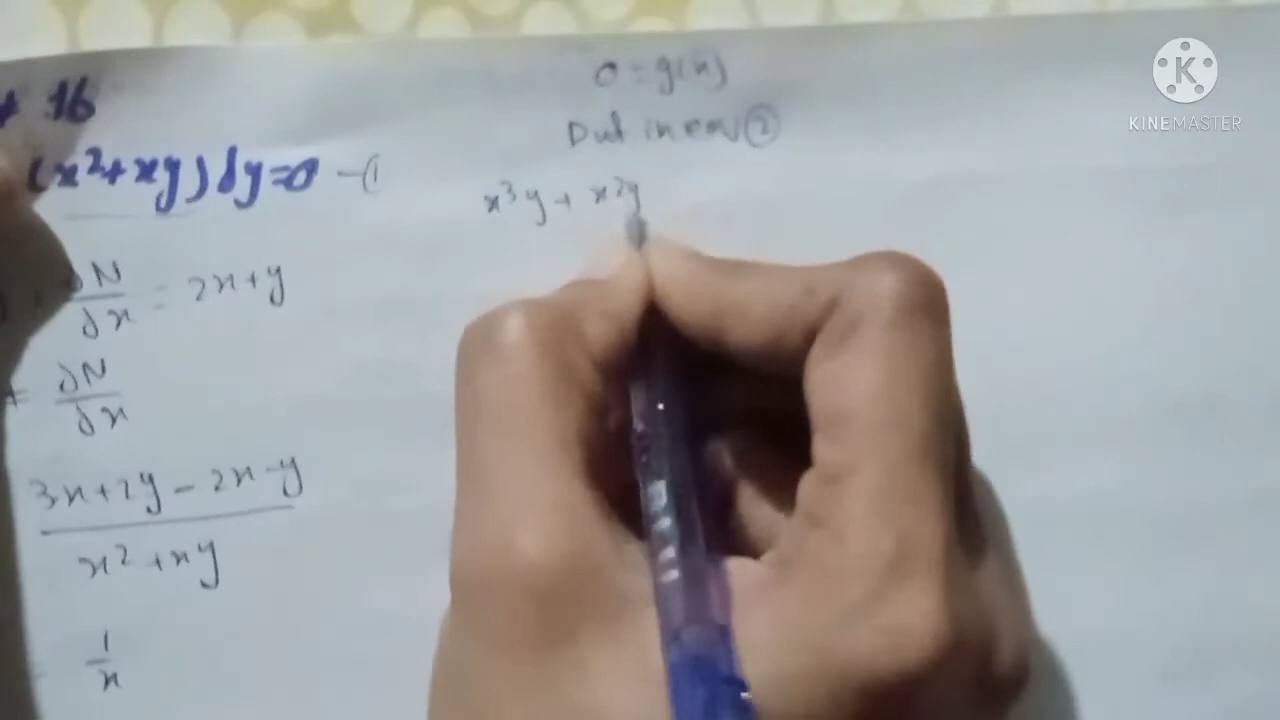 16
(x²+xy)dy=0 -(1
∂N/∂x = 2x+y
≠ ∂N/∂x
3x+2y-2x-y
x²+xy
1/x
0=g(x)
Put in eqn ②
x³y + x²y
K
KINEMASTER